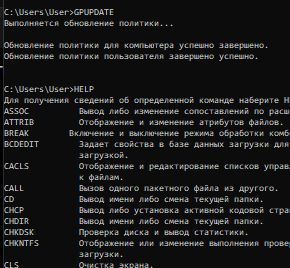 C:\Users\User>GPUPDATE
Выполняется обновление политики...
Обновление политики для компьютера успешно завершено.
Обновление политики пользователя завершено успешно.
C:\Users\User>HELP
Для получения сведений об определенной команде наберите H
ASSOC Вывод либо изменение сопоставлений по расш
ATTRIB Отображение и изменение атрибутов файлов.
BREAK Включение и выключение режима обработки комб
BCDEDIT Задает свойства в базе данных загрузки для
загрузкой.
CACLS Отображение и редактирование списков управ
к файлам.
CALL Вызов одного пакетного файла из другого.
CD Вывод имени либо смена текущей папки.
CHCP Вывод либо установка активной кодовой стра
CHDIR Вывод имени либо смена текущей папки.
CHKDSK Проверка диска и вывод статистики.
CHKNTFS Отображение или изменение выполнения прове
загрузки.
CLS Очистка экрана.